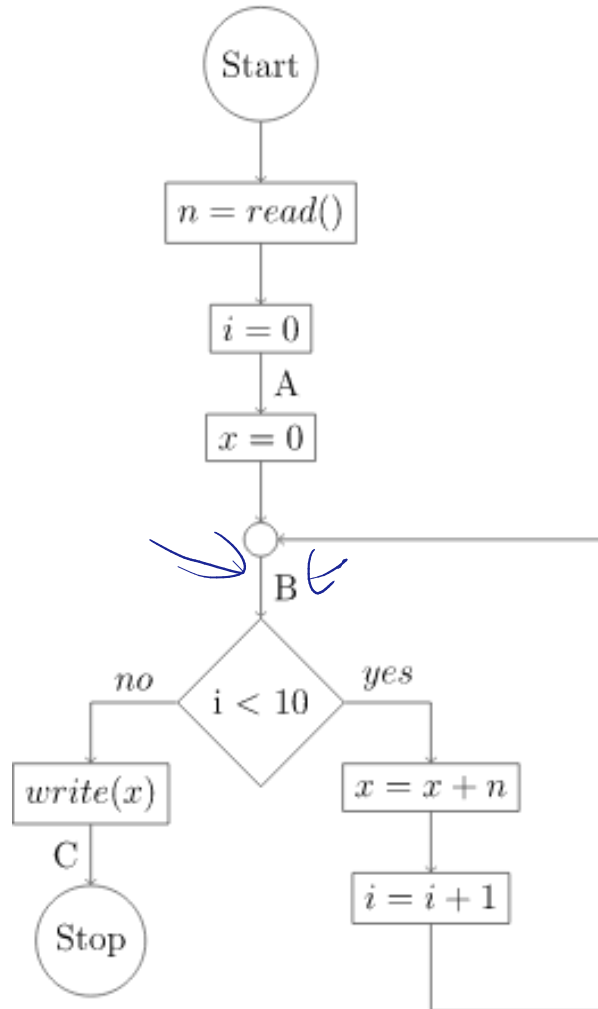 Start
n = read()
i = 0
A
x = 0
B
i < 10
no
yes
write(x)
x = x + n
C
i = i + 1
Stop